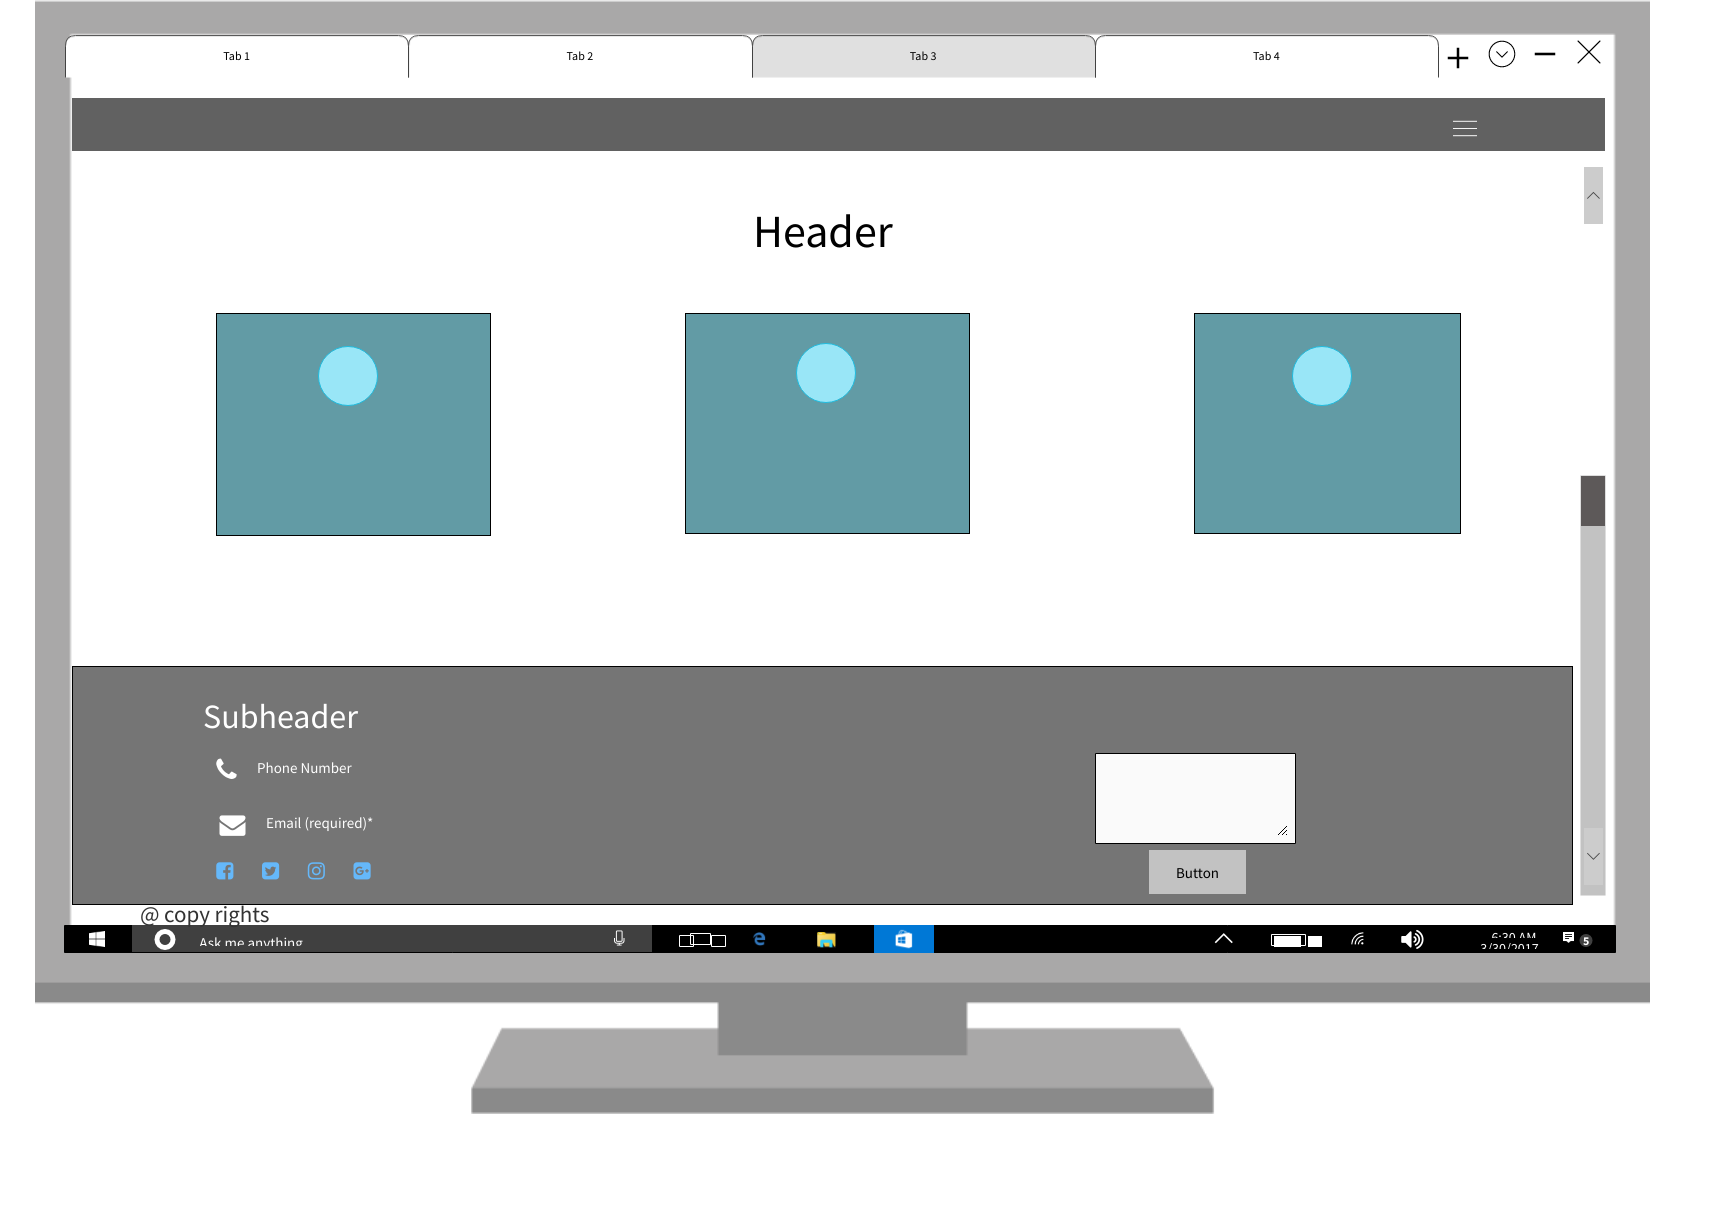 Tab 1
Tab 2
Tab 3
Tab 4
Header
Subheader
Phone Number
Email (required)*
Button
@ copy rights
Ask me anything
6:30 AM
3/30/2017
5